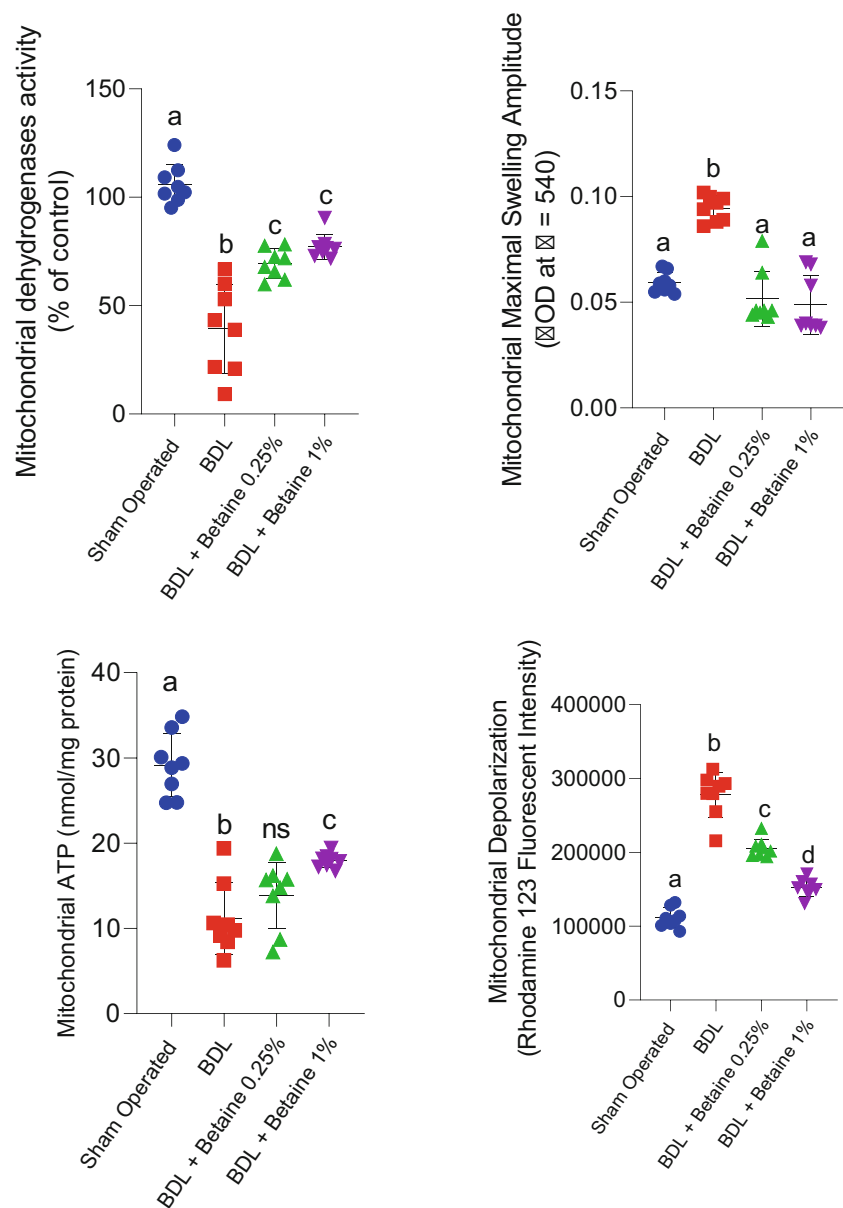 Mitochondrial dehydrogenases activity
(% of control)
150
100
50
0
a
b
c
c
Sham Operated
BDL
BDL + Betaine 0.25%
BDL + Betaine 1%
Mitochondrial Maximal Swelling Amplitude
(☒OD at ☒ = 540)
0.15
0.10
0.05
0.00
a
b
a
a
Sham Operated
BDL
BDL + Betaine 0.25%
BDL + Betaine 1%
Mitochondrial ATP (nmol/mg protein)
40
30
20
10
0
a
b
ns
c
Sham Operated
BDL
BDL + Betaine 0.25%
BDL + Betaine 1%
Mitochondrial Depolarization
(Rhodamine 123 Fluorescent Intensity)
400000
300000
200000
100000
0
a
b
c
d
Sham Operated
BDL
BDL + Betaine 0.25%
BDL + Betaine 1%